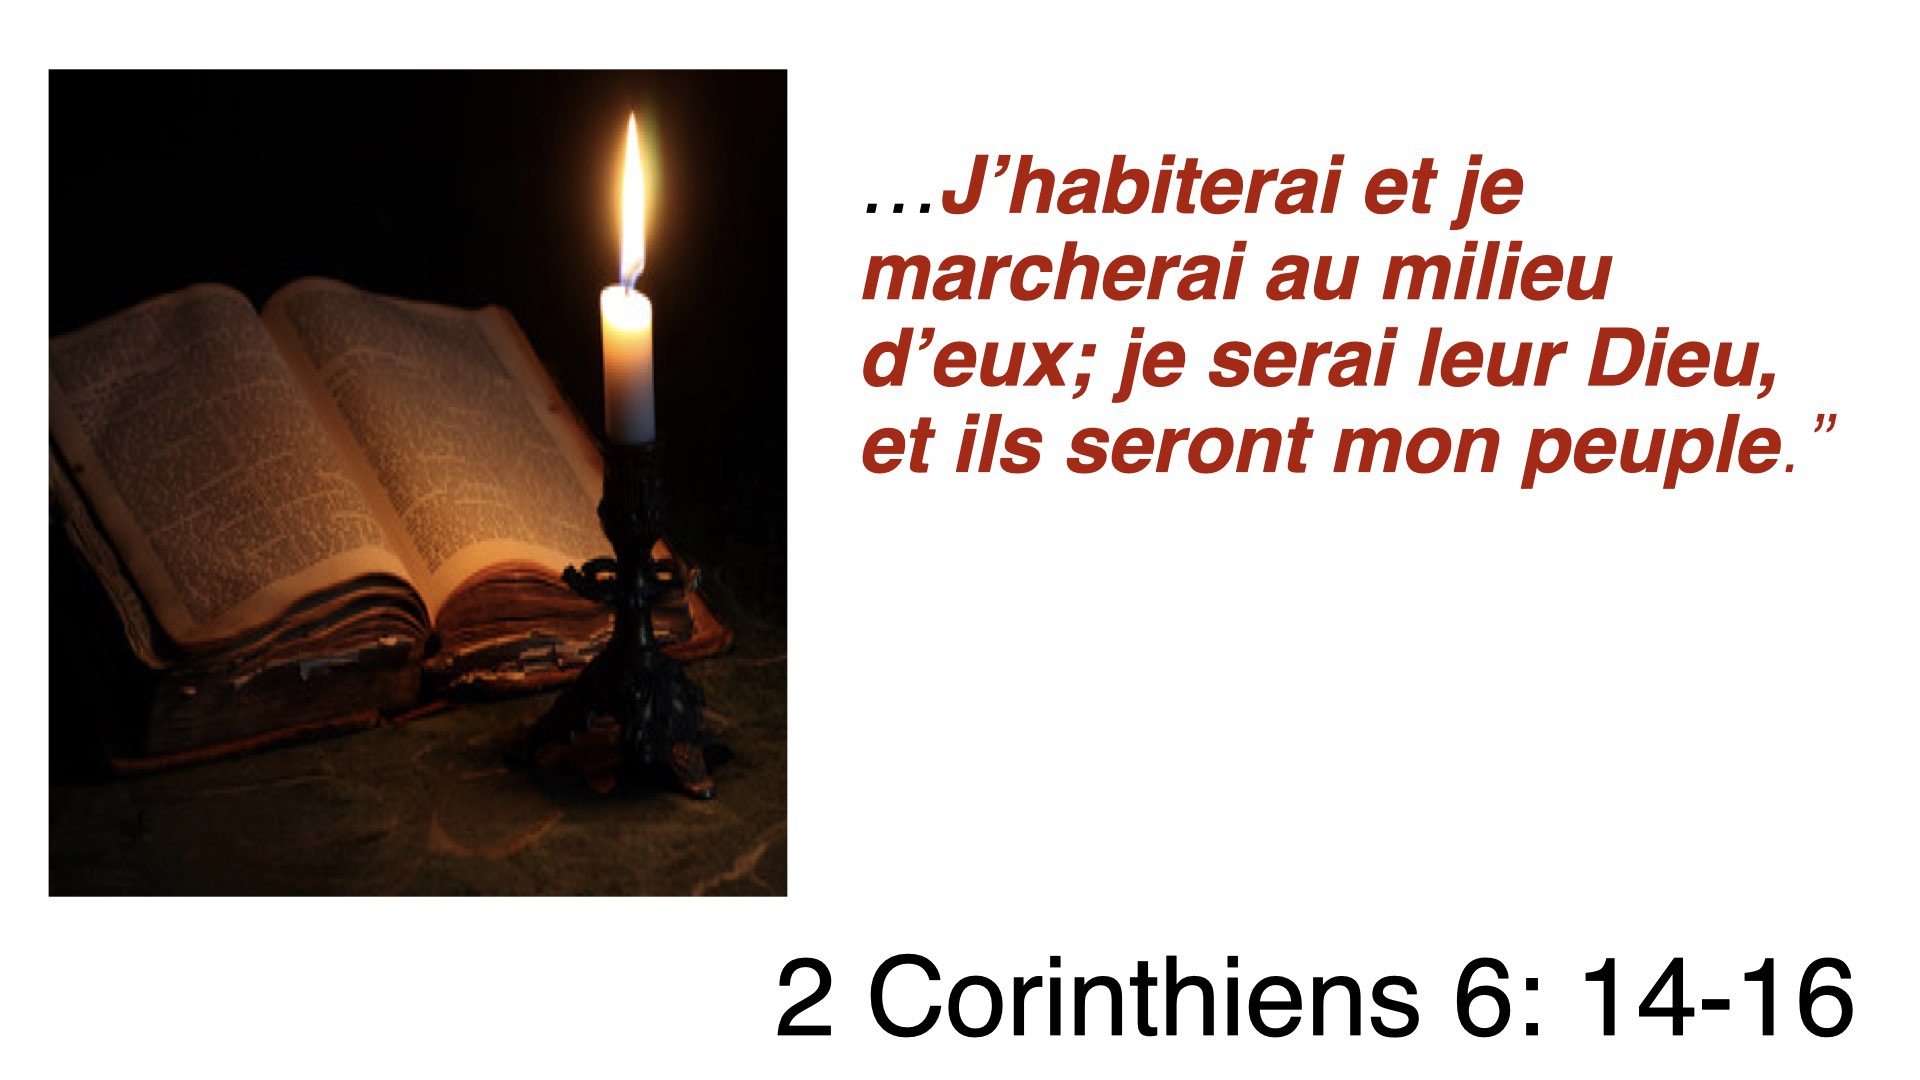 …J’habiterai et je
marcherai au milieu
d’eux; je serai leur Dieu,
et ils seront mon peuple.”
2 Corinthiens 6: 14-16